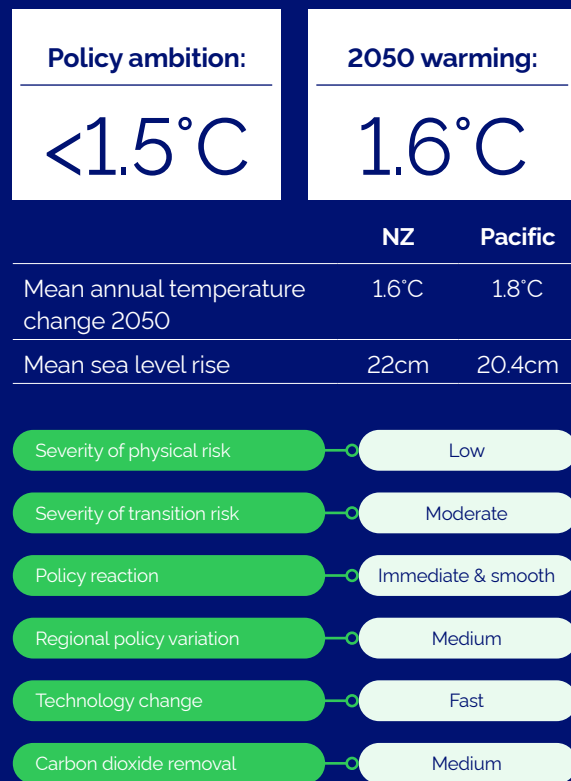 Policy ambition:
<1.5°C
2050 warming:
1.6°C
NZ Pacific
Mean annual temperature change 2050 1.6°C 1.8°C
Mean sea level rise 22cm 20.4cm
Severity of physical risk Low
Severity of transition risk Moderate
Policy reaction Immediate & smooth
Regional policy variation Medium
Technology change Fast
Carbon dioxide removal Medium